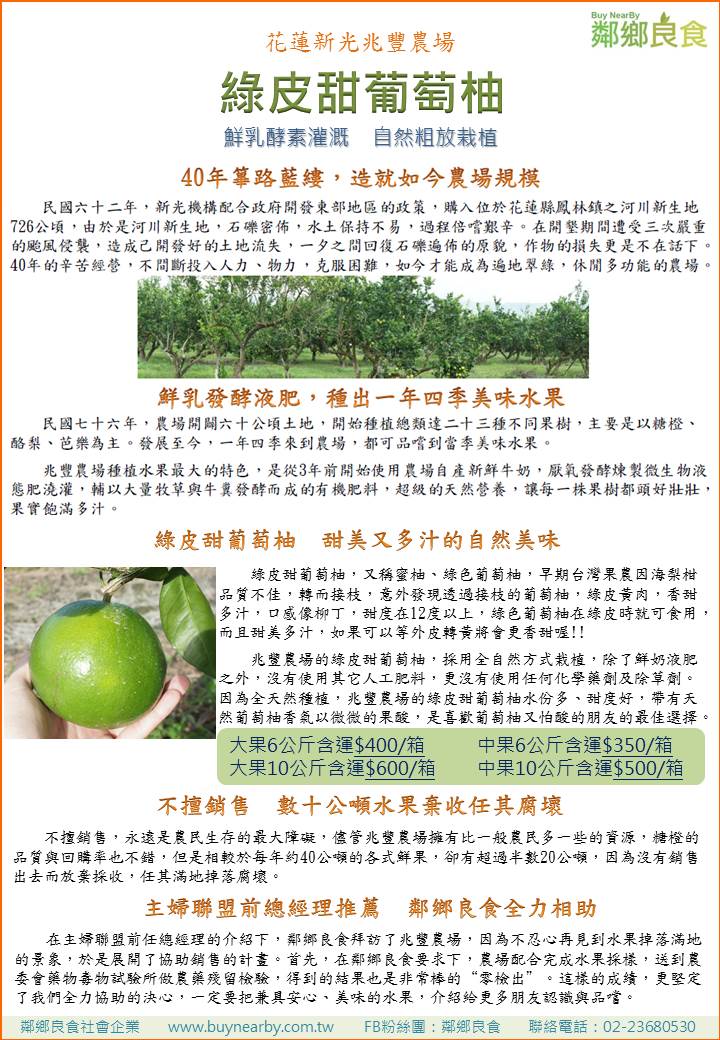 Buy NearBy
鄰鄉良食
花蓮新光兆豐農場
綠皮甜葡萄柚
鮮乳酵素灌溉　自然粗放栽植
40年篳路藍縷，造就如今農場規模
民國六十二年，新光機構配合政府開發東部地區的政策，購入位於花蓮縣鳳林鎮之河川新生地
726公頃，由於是河川新生地，石礫密佈，水土保持不易，過程倍嚐艱辛。在開墾期間遭受三次嚴重
的颱風侵襲，造成已開發好的土地流失，一夕之間回復石礫遍佈的原貌，作物的損失更是不在話下。
40年的辛苦經營，不間斷投入人力、物力，克服困難，如今才能成為遍地翠綠，休閒多功能的農場。
鮮乳發酵液肥，種出一年四季美味水果
民國七十六年，農場開闢六十公頃土地，開始種植總類達二十三種不同果樹，主要是以糖橙、
酪梨、芭樂為主。發展至今，一年四季來到農場，都可品嚐到當季美味水果。
兆豐農場種植水果最大的特色，是從3年前開始使用農場自產新鮮牛奶，厭氧發酵煉製微生物液
態肥澆灌，輔以大量牧草與牛糞發酵而成的有機肥料，超級的天然營養，讓每一株果樹都頭好壯壯，
果實飽滿多汁。
綠皮甜葡萄柚　甜美又多汁的自然美味
綠皮甜葡萄柚，又稱蜜柚、綠色葡萄柚，早期台灣果農因海梨柑
品質不佳，轉而接枝，意外發現透過接枝的葡萄柚，綠皮黃肉，香甜
多汁，口感像柳丁，甜度在12度以上，綠色葡萄柚在綠皮時就可食用，
而且甜美多汁，如果可以等外皮轉黃將會更香甜喔!!
兆豐農場的綠皮甜葡萄柚，採用全自然方式栽植，除了鮮奶液肥
之外，沒有使用其它人工肥料，更沒有使用任何化學藥劑及除草劑。
因為全天然種植，兆豐農場的綠皮甜葡萄柚水份多、甜度好，帶有天
然葡萄柚香氣以微微的果酸，是喜歡葡萄柚又怕酸的朋友的最佳選擇。
大果6公斤含運$400/箱　中果6公斤含運$350/箱
大果10公斤含運$600/箱　中果10公斤含運$500/箱
不擅銷售　數十公噸水果棄收任其腐壞
不擅銷售，永遠是農民生存的最大障礙，儘管兆豐農場擁有比一般農民多一些的資源，糖橙的
品質與回購率也不錯，但是相較於每年約40公噸的各式鮮果，卻有超過半數20公噸，因為沒有銷售
出去而放棄採收，任其滿地掉落腐壞。
主婦聯盟前總經理推薦　鄰鄉良食全力相助
在主婦聯盟前任總經理的介紹下，鄰鄉良食拜訪了兆豐農場，因為不忍心再見到水果掉落滿地
的景象，於是展開了協助銷售的計畫。首先，在鄰鄉良食要求下，農場配合完成水果採樣，送到農
委會藥物毒物試驗所做農藥殘留檢驗，得到的結果也是非常棒的“零檢出”。這樣的成績，更堅定
了我們全力協助的決心，一定要把兼具安心、美味的水果，介紹給更多朋友認識與品嚐。
鄰鄉良食社會企業　www.buynearby.com.tw　FB粉絲團：鄰鄉良食　聯絡電話：02-23680530